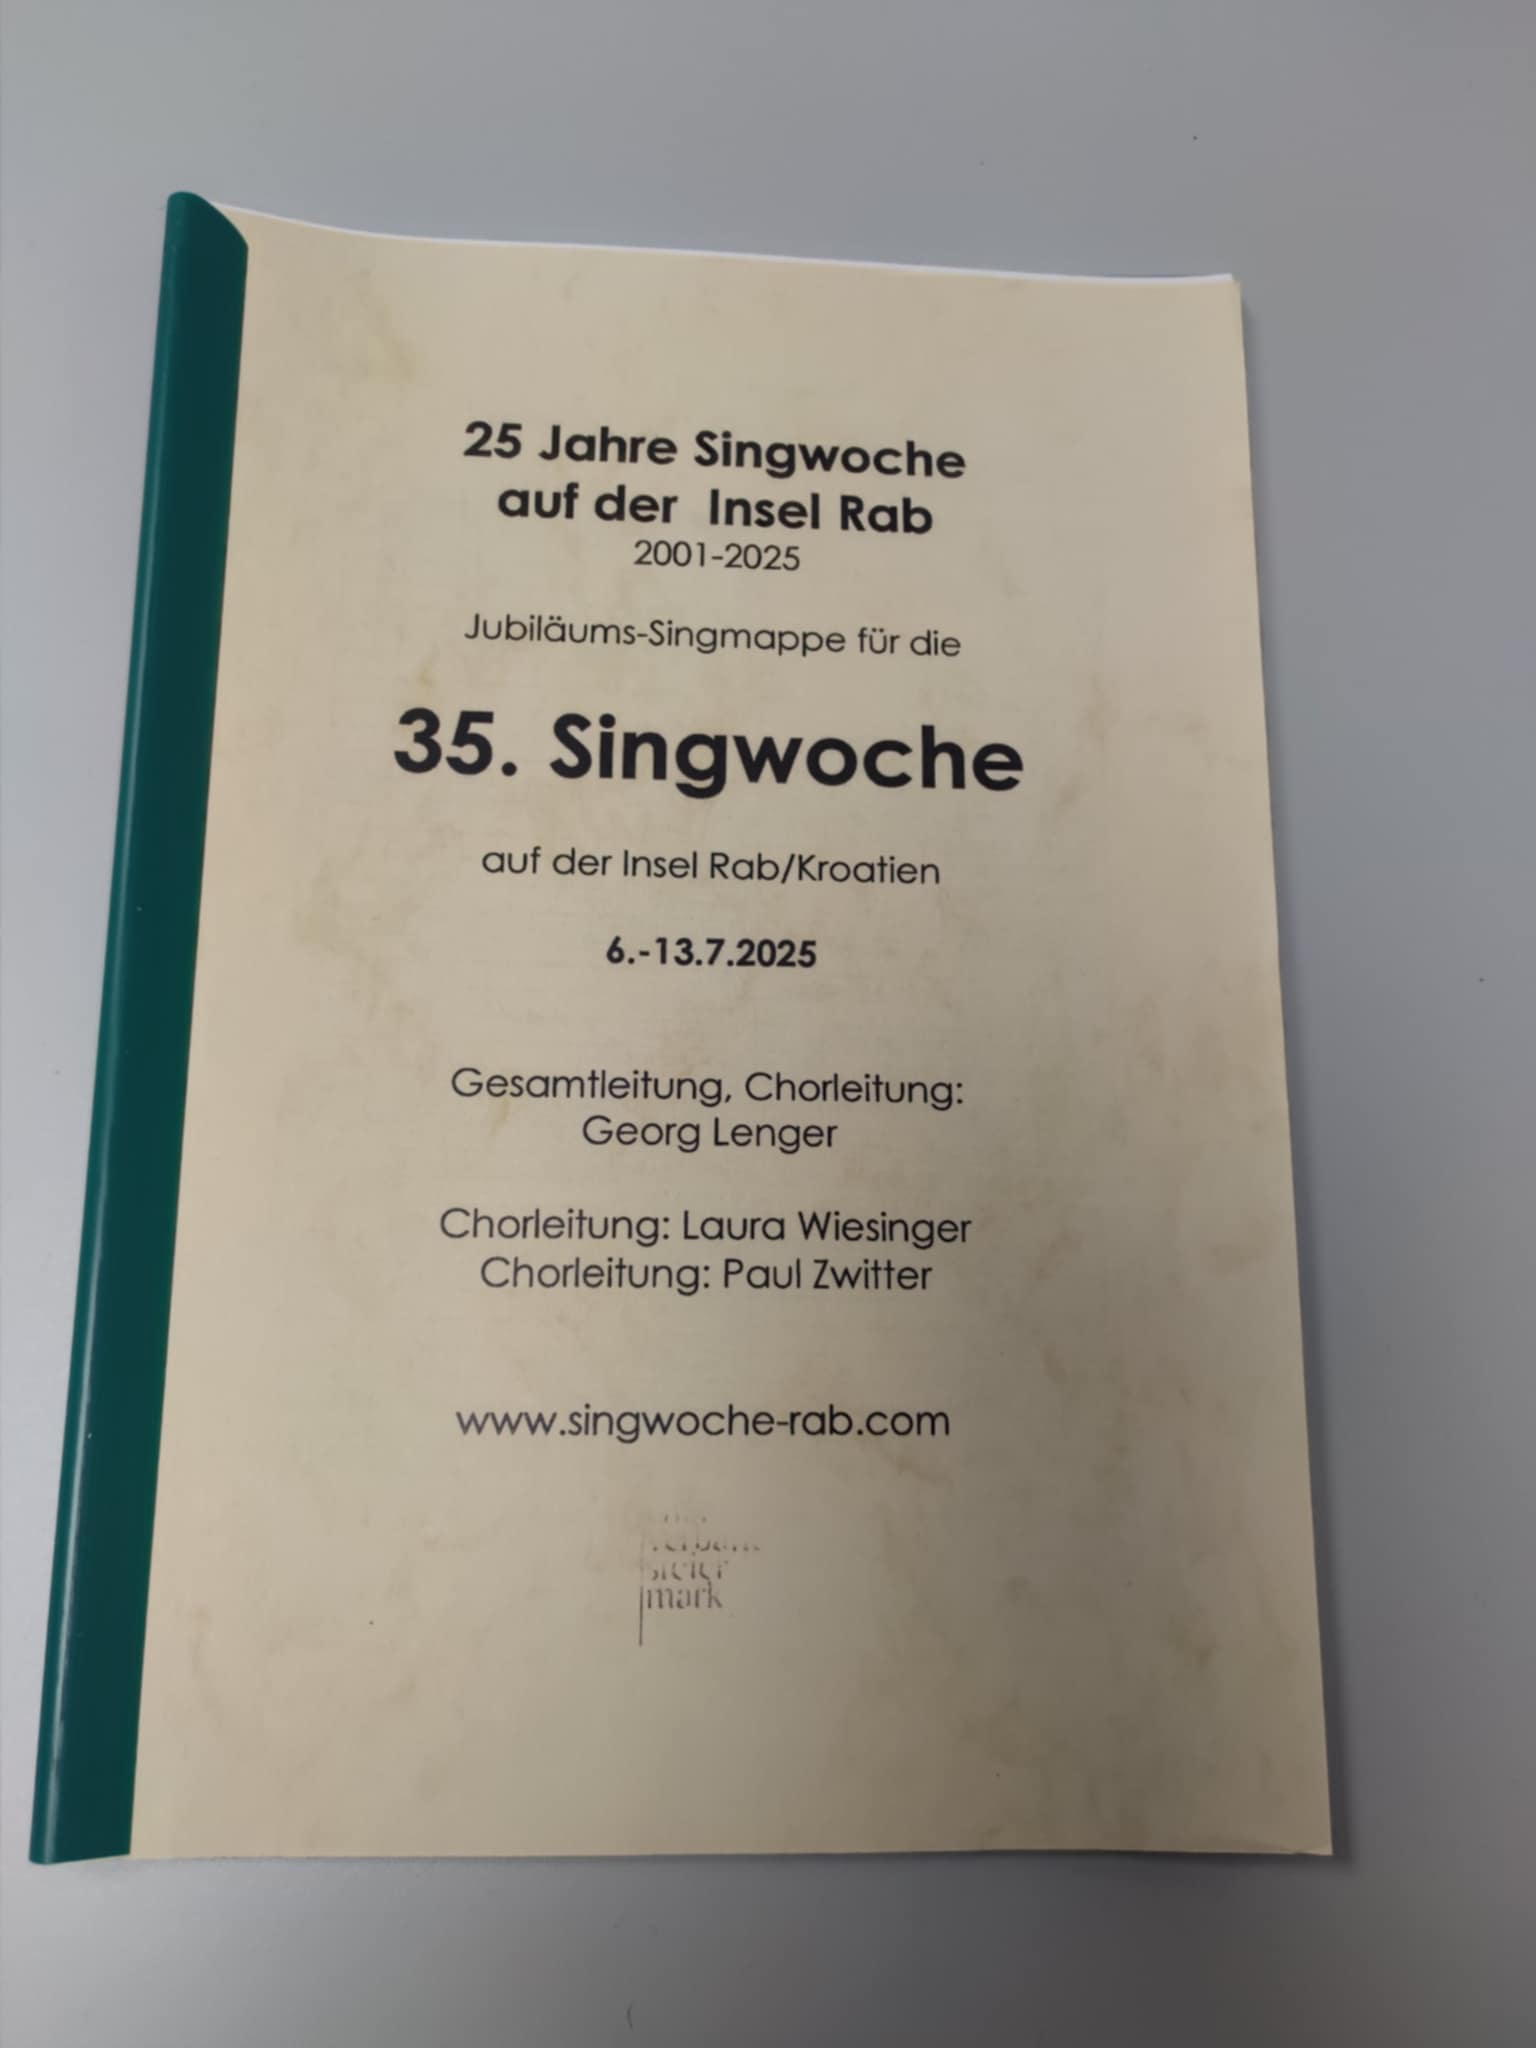 25 Jahre Singwoche
auf der Insel Rab
2001-2025
Jubiläums-Singmappe für die
35. Singwoche
auf der Insel Rab/Kroatien
6.-13.7.2025
Gesamtleitung, Chorleitung:
Georg Lenger
Chorleitung: Laura Wiesinger
Chorleitung: Paul Zwitter
www.singwoche-rab.com
steier
mark